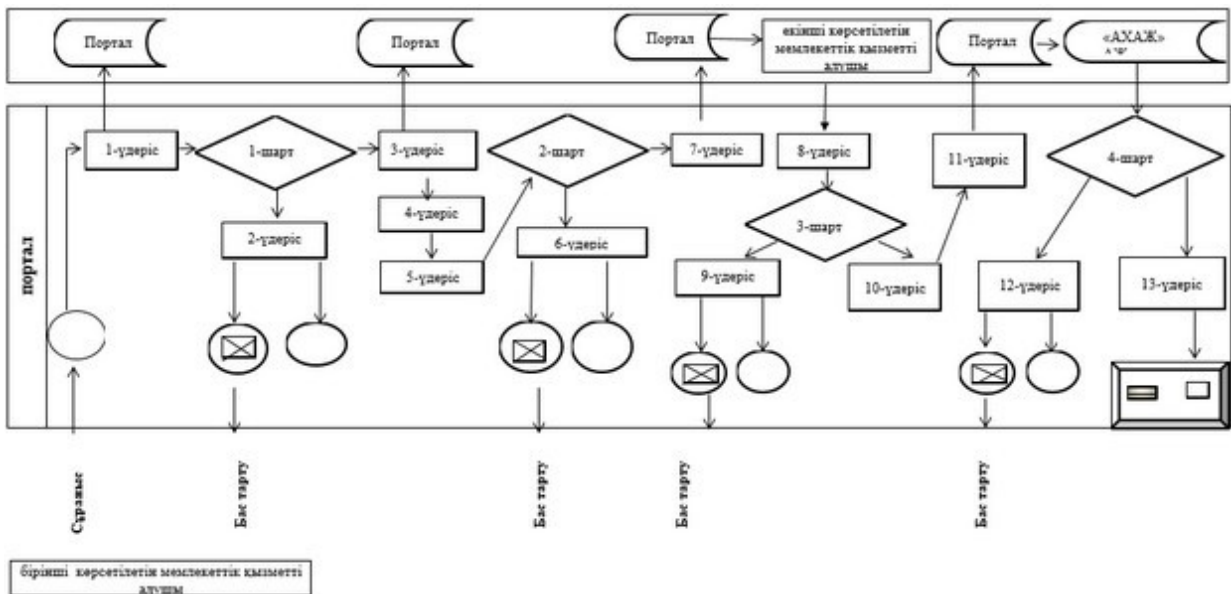 Портал
Портал
Портал
екінші көрсетілетін
мемлекеттік қызметті
алушы
Портал
«АХАЖ»
портал
1-үдеріс
1-шарт
3-үдеріс
2-шарт
7-үдеріс
8-үдеріс
11-үдеріс
4-шарт
2-үдеріс
4-үдеріс
5-үдеріс
6-үдеріс
3-шарт
9-үдеріс
10-үдеріс
12-үдеріс
13-үдеріс
Сұраныс
Бас тарту
Бас тарту
Бас тарту
Бас тарту
бірінші көрсетілетін мемлекеттік қызметті
алушы